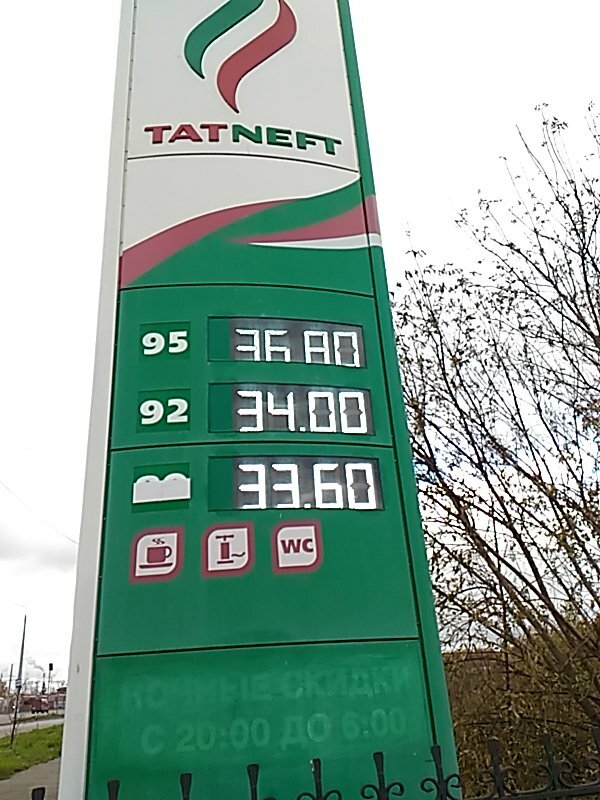 TATNEFT
95 36.80
92 34.00
33.60
WC
НОЧНЫЕ СКИДКИ
С 20:00 ДО 6:00